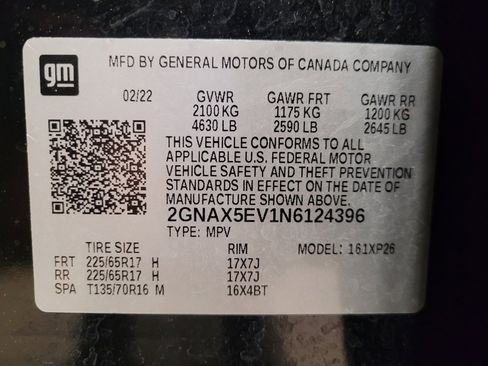 gm
MFD BY GENERAL MOTORS OF CANADA COMPANY
02/22 GVWR GAWR FRT GAWR RR
2100 KG 1175 KG 1200 KG
4630 LB 2590 LB 2645 LB
THIS VEHICLE CONFORMS TO ALL
APPLICABLE U.S. FEDERAL MOTOR
VEHICLE SAFETY AND THEFT PREVENTION
STANDARDS IN EFFECT ON THE DATE OF
MANUFACTURE SHOWN ABOVE.
2GNAX5EV1N6124396
TYPE: MPV
TIRE SIZE RIM MODEL: 161XP26
FRT 225/65R17 H 17X7J
RR 225/65R17 H 17X7J
SPA T135/70R16 M 16X4BT